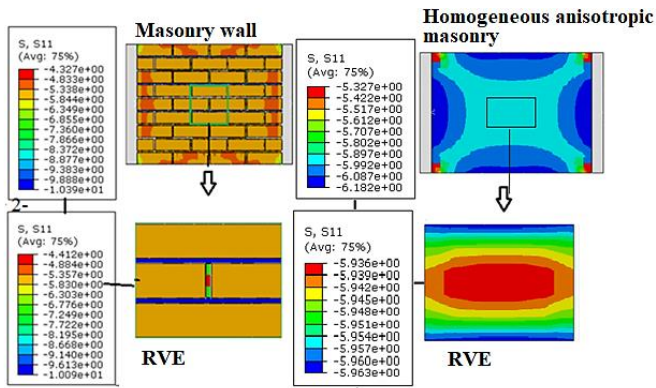 S, S11
(Avg: 75%)
-4.327e+00
-4.833e+00
-5.338e+00
-5.844e+00
-6.349e+00
-6.855e+00
-7.360e+00
-7.866e+00
-8.372e+00
-8.877e+00
-9.383e+00
-9.888e+00
-1.039e+01
Masonry wall
S, S11
(Avg: 75%)
-5.327e+00
-5.422e+00
-5.517e+00
-5.612e+00
-5.707e+00
-5.802e+00
-5.897e+00
-5.992e+00
-6.087e+00
-6.182e+00
Homogeneous anisotropic
masonry
2-
S, S11
(Avg: 75%)
-4.412e+00
-4.884e+00
-5.357e+00
-5.830e+00
-6.303e+00
-6.776e+00
-7.249e+00
-7.722e+00
-8.195e+00
-8.668e+00
-9.140e+00
-9.613e+00
-1.009e+01
RVE
S, S11
(Avg: 75%)
-5.936e+00
-5.939e+00
-5.942e+00
-5.945e+00
-5.948e+00
-5.951e+00
-5.954e+00
-5.957e+00
-5.960e+00
-5.963e+00
RVE